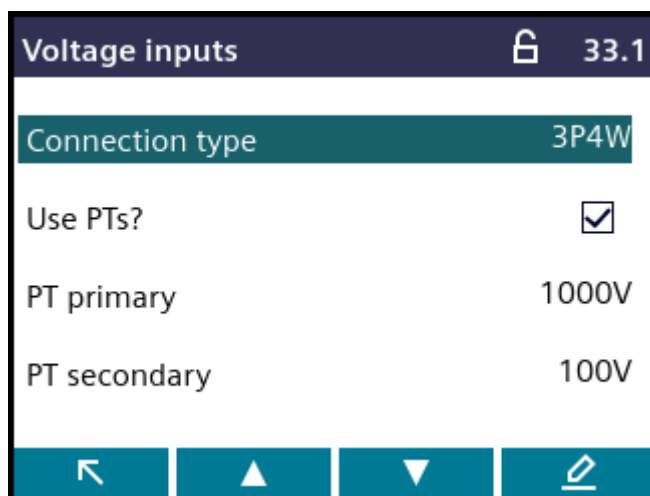 Voltage inputs 33.1
Connection type 3P4W
Use PTs?
PT primary 1000V
PT secondary 100V